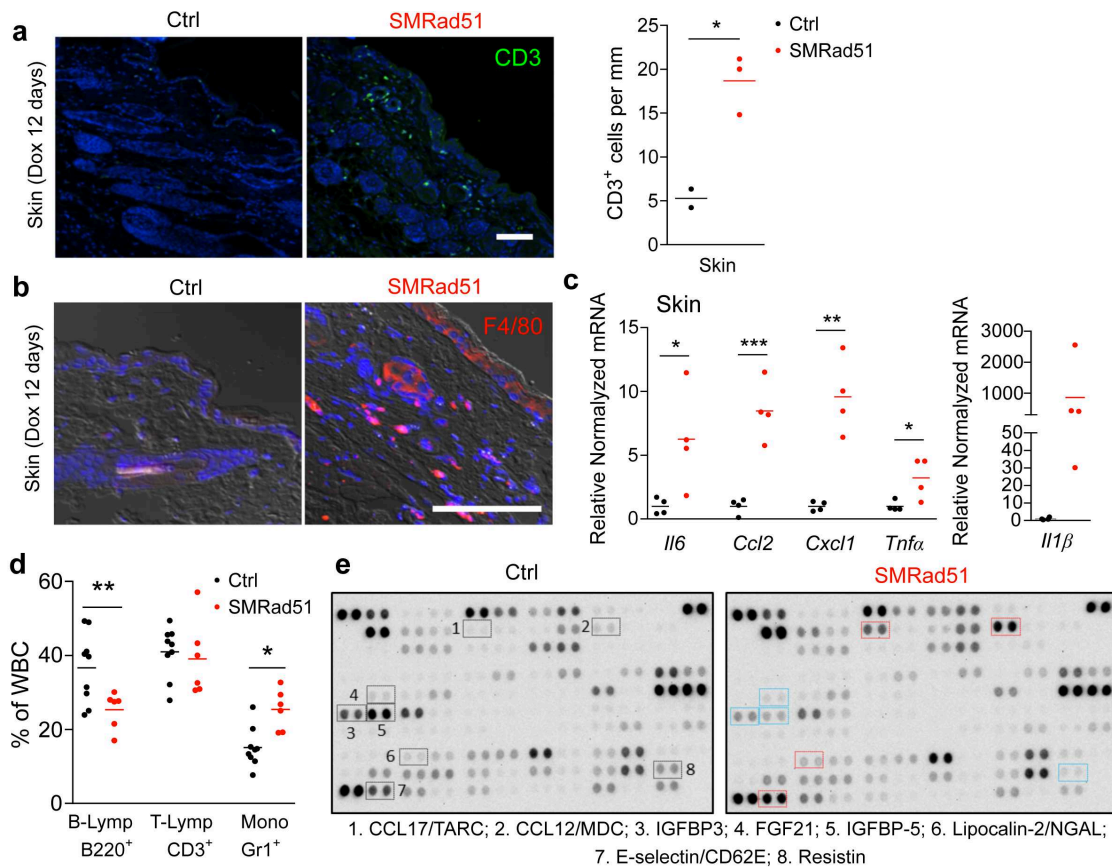 a
Ctrl
SMRad51
Skin (Dox 12 days)
CD3
CD3+ cells per mm
25
20
15
10
5
0
*
Skin
Ctrl
SMRad51
b
Ctrl
SMRad51
Skin (Dox 12 days)
F4/80
c
Skin
Relative Normalyzed mRNA
15
10
5
0
*
***
**
*
Il6
Ccl2
Cxcl1
Tnfα
Relative Normalyzed mRNA
3000
2000
1000
50
40
30
20
10
0
Il1β
d
% of WBC
60
40
20
0
**
*
Ctrl
SMRad51
B-Lymp T-Lymp Mono
B220+ CD3+ Gr1+
e
Ctrl
SMRad51
1
2
4
3
5
6
8
7
1. CCL17/TARC; 2. CCL12/MDC; 3. IGFBP3; 4. FGF21; 5. IGFBP-5; 6. Lipocalin-2/NGAL;
7. E-selectin/CD62E; 8. Resistin